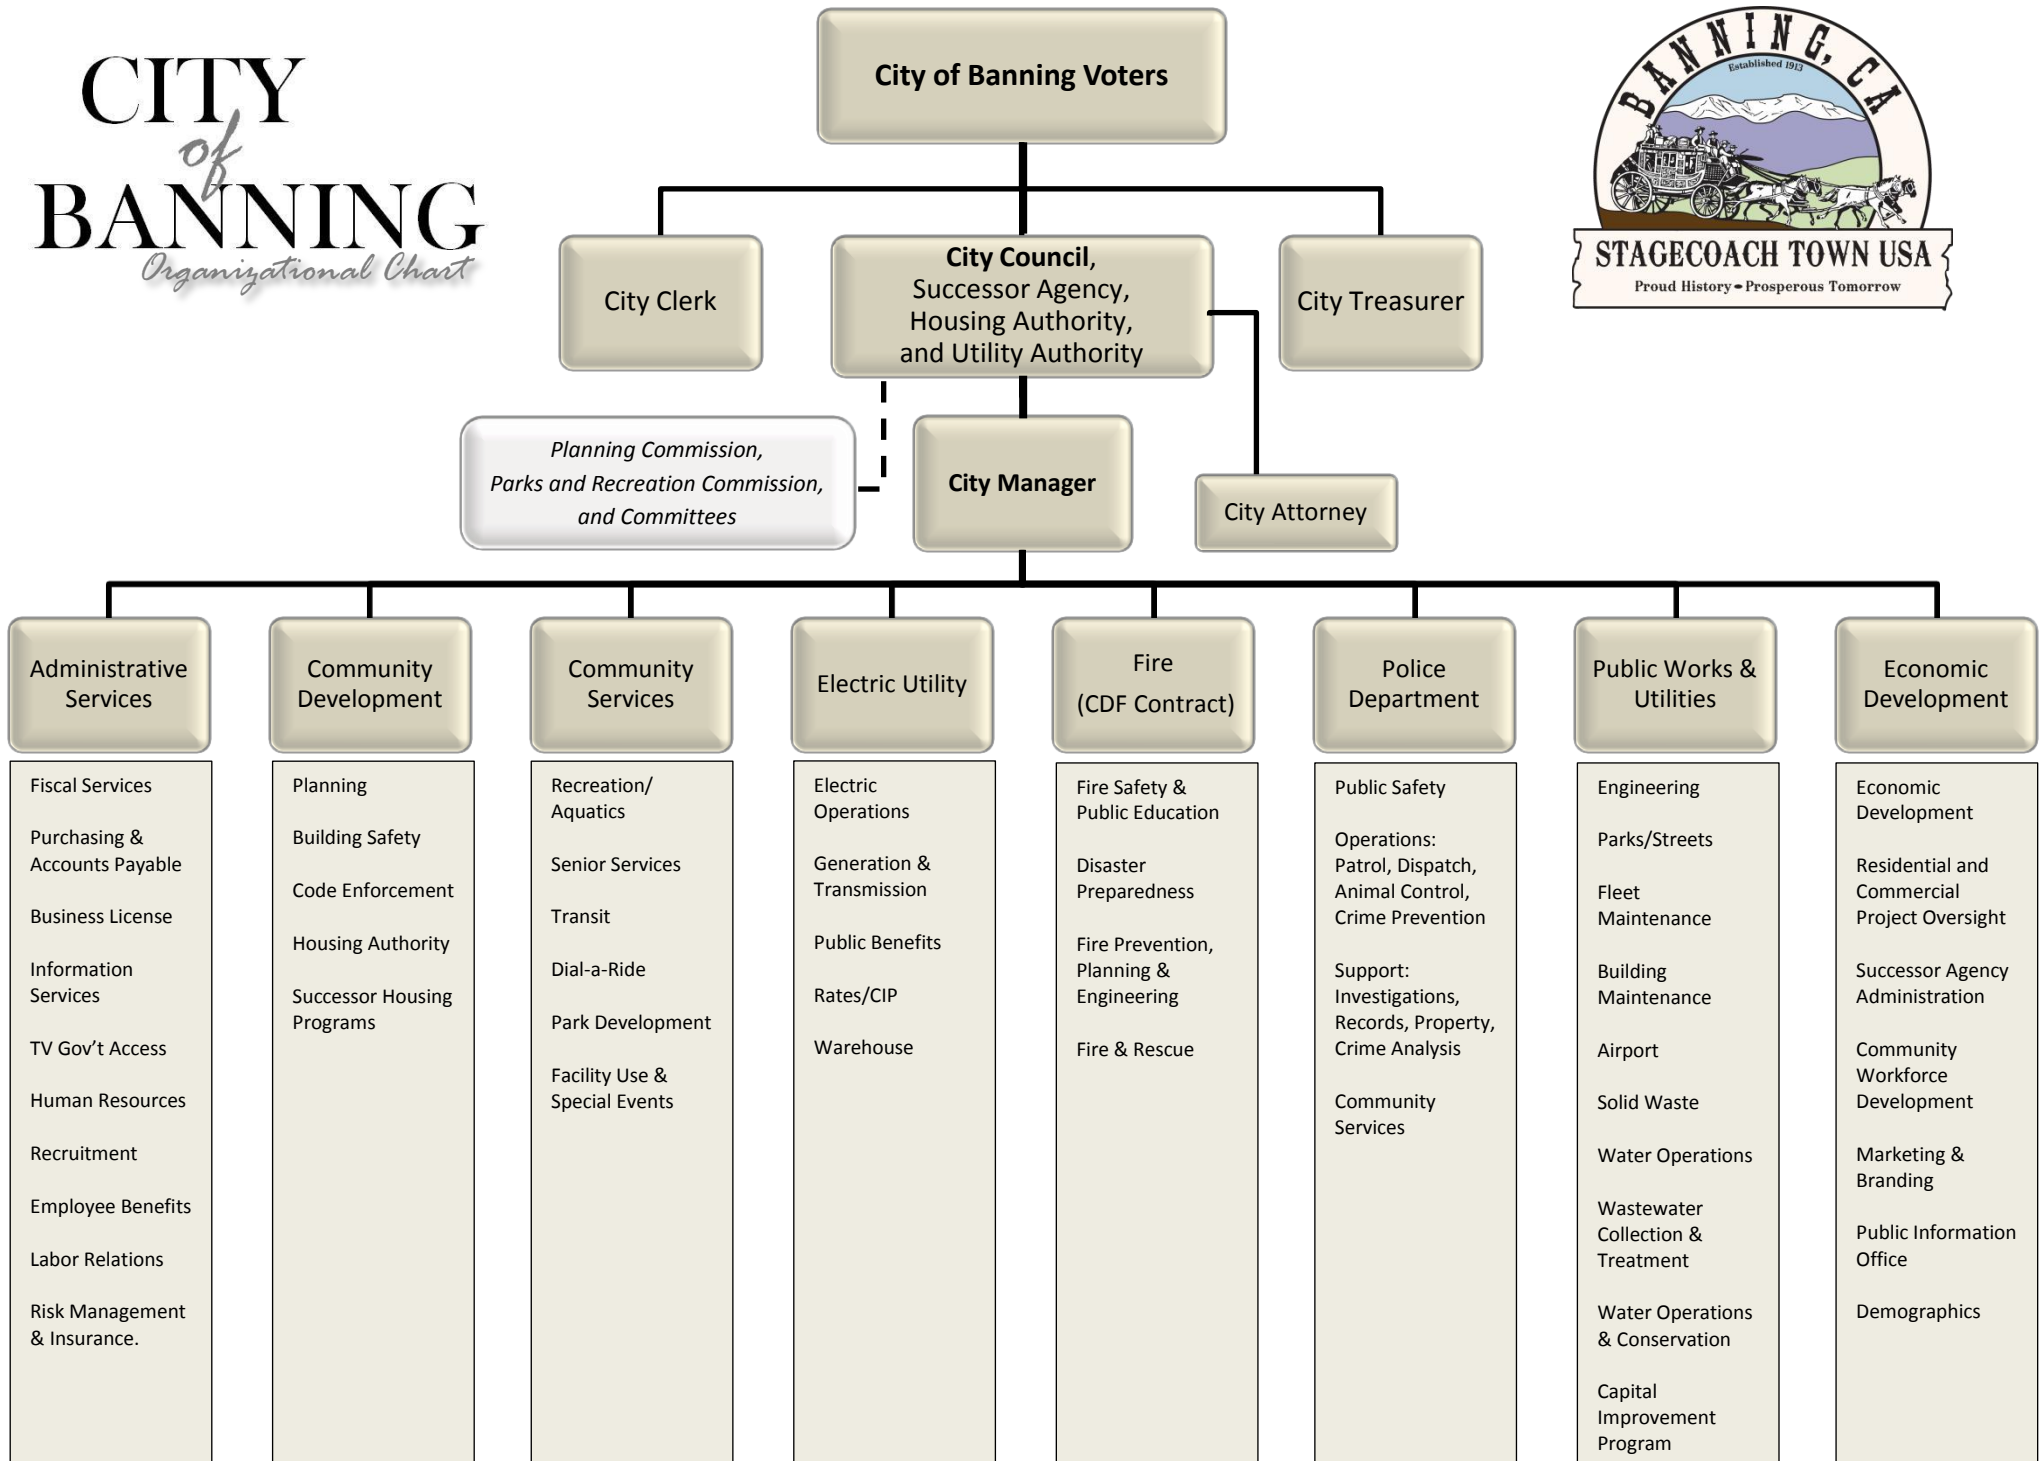 CITY
of
BANNING
Organizational Chart
City of Banning Voters
BANNING, CA
Established 1913
STAGECOACH TOWN USA
Proud History • Prosperous Tomorrow
City Clerk
City Council,
Successor Agency,
Housing Authority,
and Utility Authority
City Treasurer
Planning Commission,
Parks and Recreation Commission,
and Committees
City Manager
City Attorney
Administrative
Services
Fiscal Services
Purchasing &
Accounts Payable
Business License
Information
Services
TV Gov’t Access
Human Resources
Recruitment
Employee Benefits
Labor Relations
Risk Management
& Insurance.
Community
Development
Planning
Building Safety
Code Enforcement
Housing Authority
Successor Housing
Programs
Community
Services
Recreation/
Aquatics
Senior Services
Transit
Dial-a-Ride
Park Development
Facility Use &
Special Events
Electric Utility
Electric
Operations
Generation &
Transmission
Public Benefits
Rates/CIP
Warehouse
Fire
(CDF Contract)
Fire Safety &
Public Education
Disaster
Preparedness
Fire Prevention,
Planning &
Engineering
Fire & Rescue
Police
Department
Public Safety
Operations:
Patrol, Dispatch,
Animal Control,
Crime Prevention
Support:
Investigations,
Records, Property,
Crime Analysis
Community
Services
Public Works &
Utilities
Engineering
Parks/Streets
Fleet
Maintenance
Building
Maintenance
Airport
Solid Waste
Water Operations
Wastewater
Collection &
Treatment
Water Operations
& Conservation
Capital
Improvement
Program
Economic
Development
Economic
Development
Residential and
Commercial
Project Oversight
Successor Agency
Administration
Community
Workforce
Development
Marketing &
Branding
Public Information
Office
Demographics